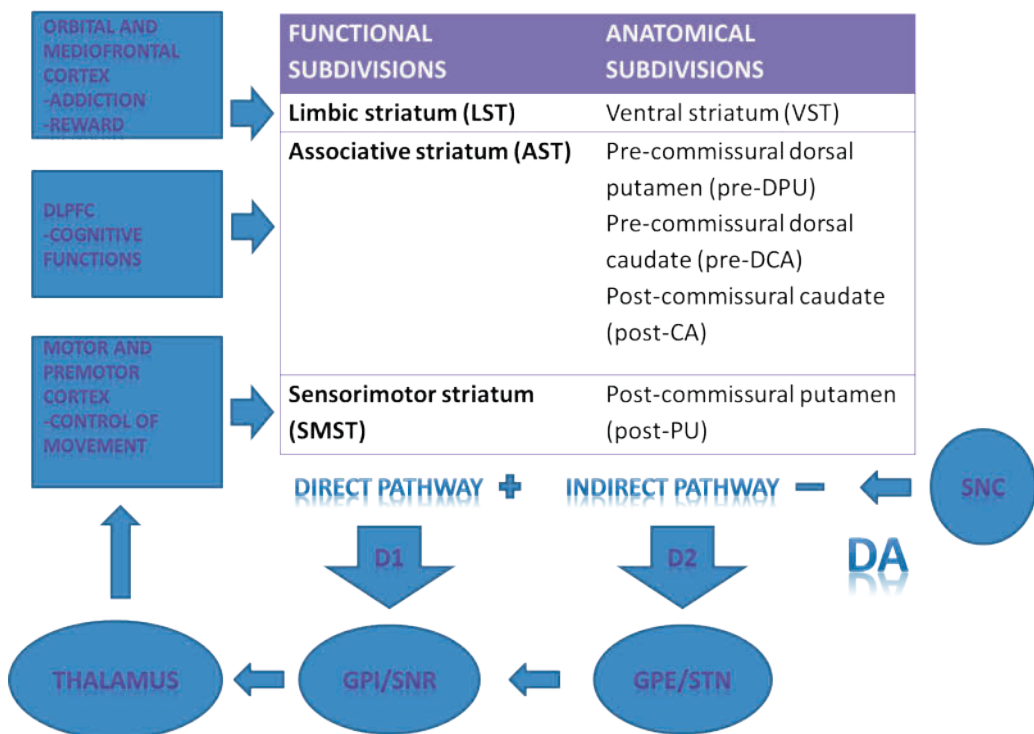 ORBITAL AND
MEDIOFRONTAL
CORTEX
-ADDICTION
-REWARD
FUNCTIONAL
SUBDIVISIONS
ANATOMICAL
SUBDIVISIONS
Limbic striatum (LST)
Ventral striatum (VST)
DLPFC
-COGNITIVE
FUNCTIONS
Associative striatum (AST)
Pre-commissural dorsal
putamen (pre-DPU)
Pre-commissural dorsal
caudate (pre-DCA)
Post-commissural caudate
(post-CA)
MOTOR AND
PREMOTOR
CORTEX
-CONTROL OF
MOVEMENT
Sensorimotor striatum
(SMST)
Post-commissural putamen
(post-PU)
DIRECT PATHWAY +
INDIRECT PATHWAY -
SNC
D1
D2
DA
THALAMUS
GPI/SNR
GPE/STN